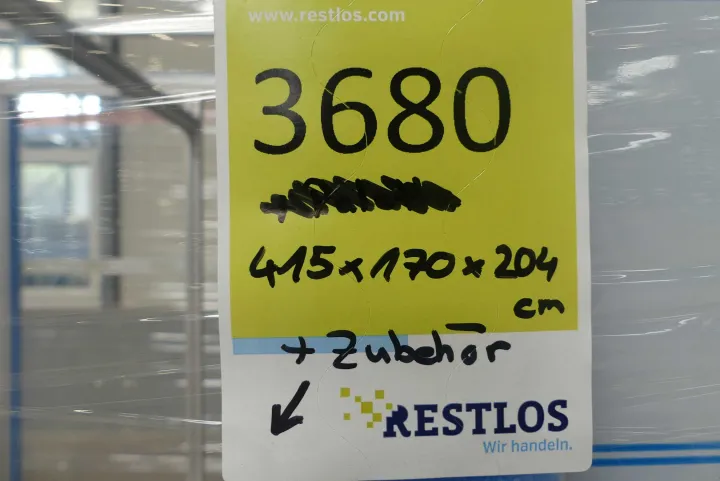 www.restlos.com
3680
415 x 170 x 204
cm
+ Zubehör
RESTLOS
Wir handeln.